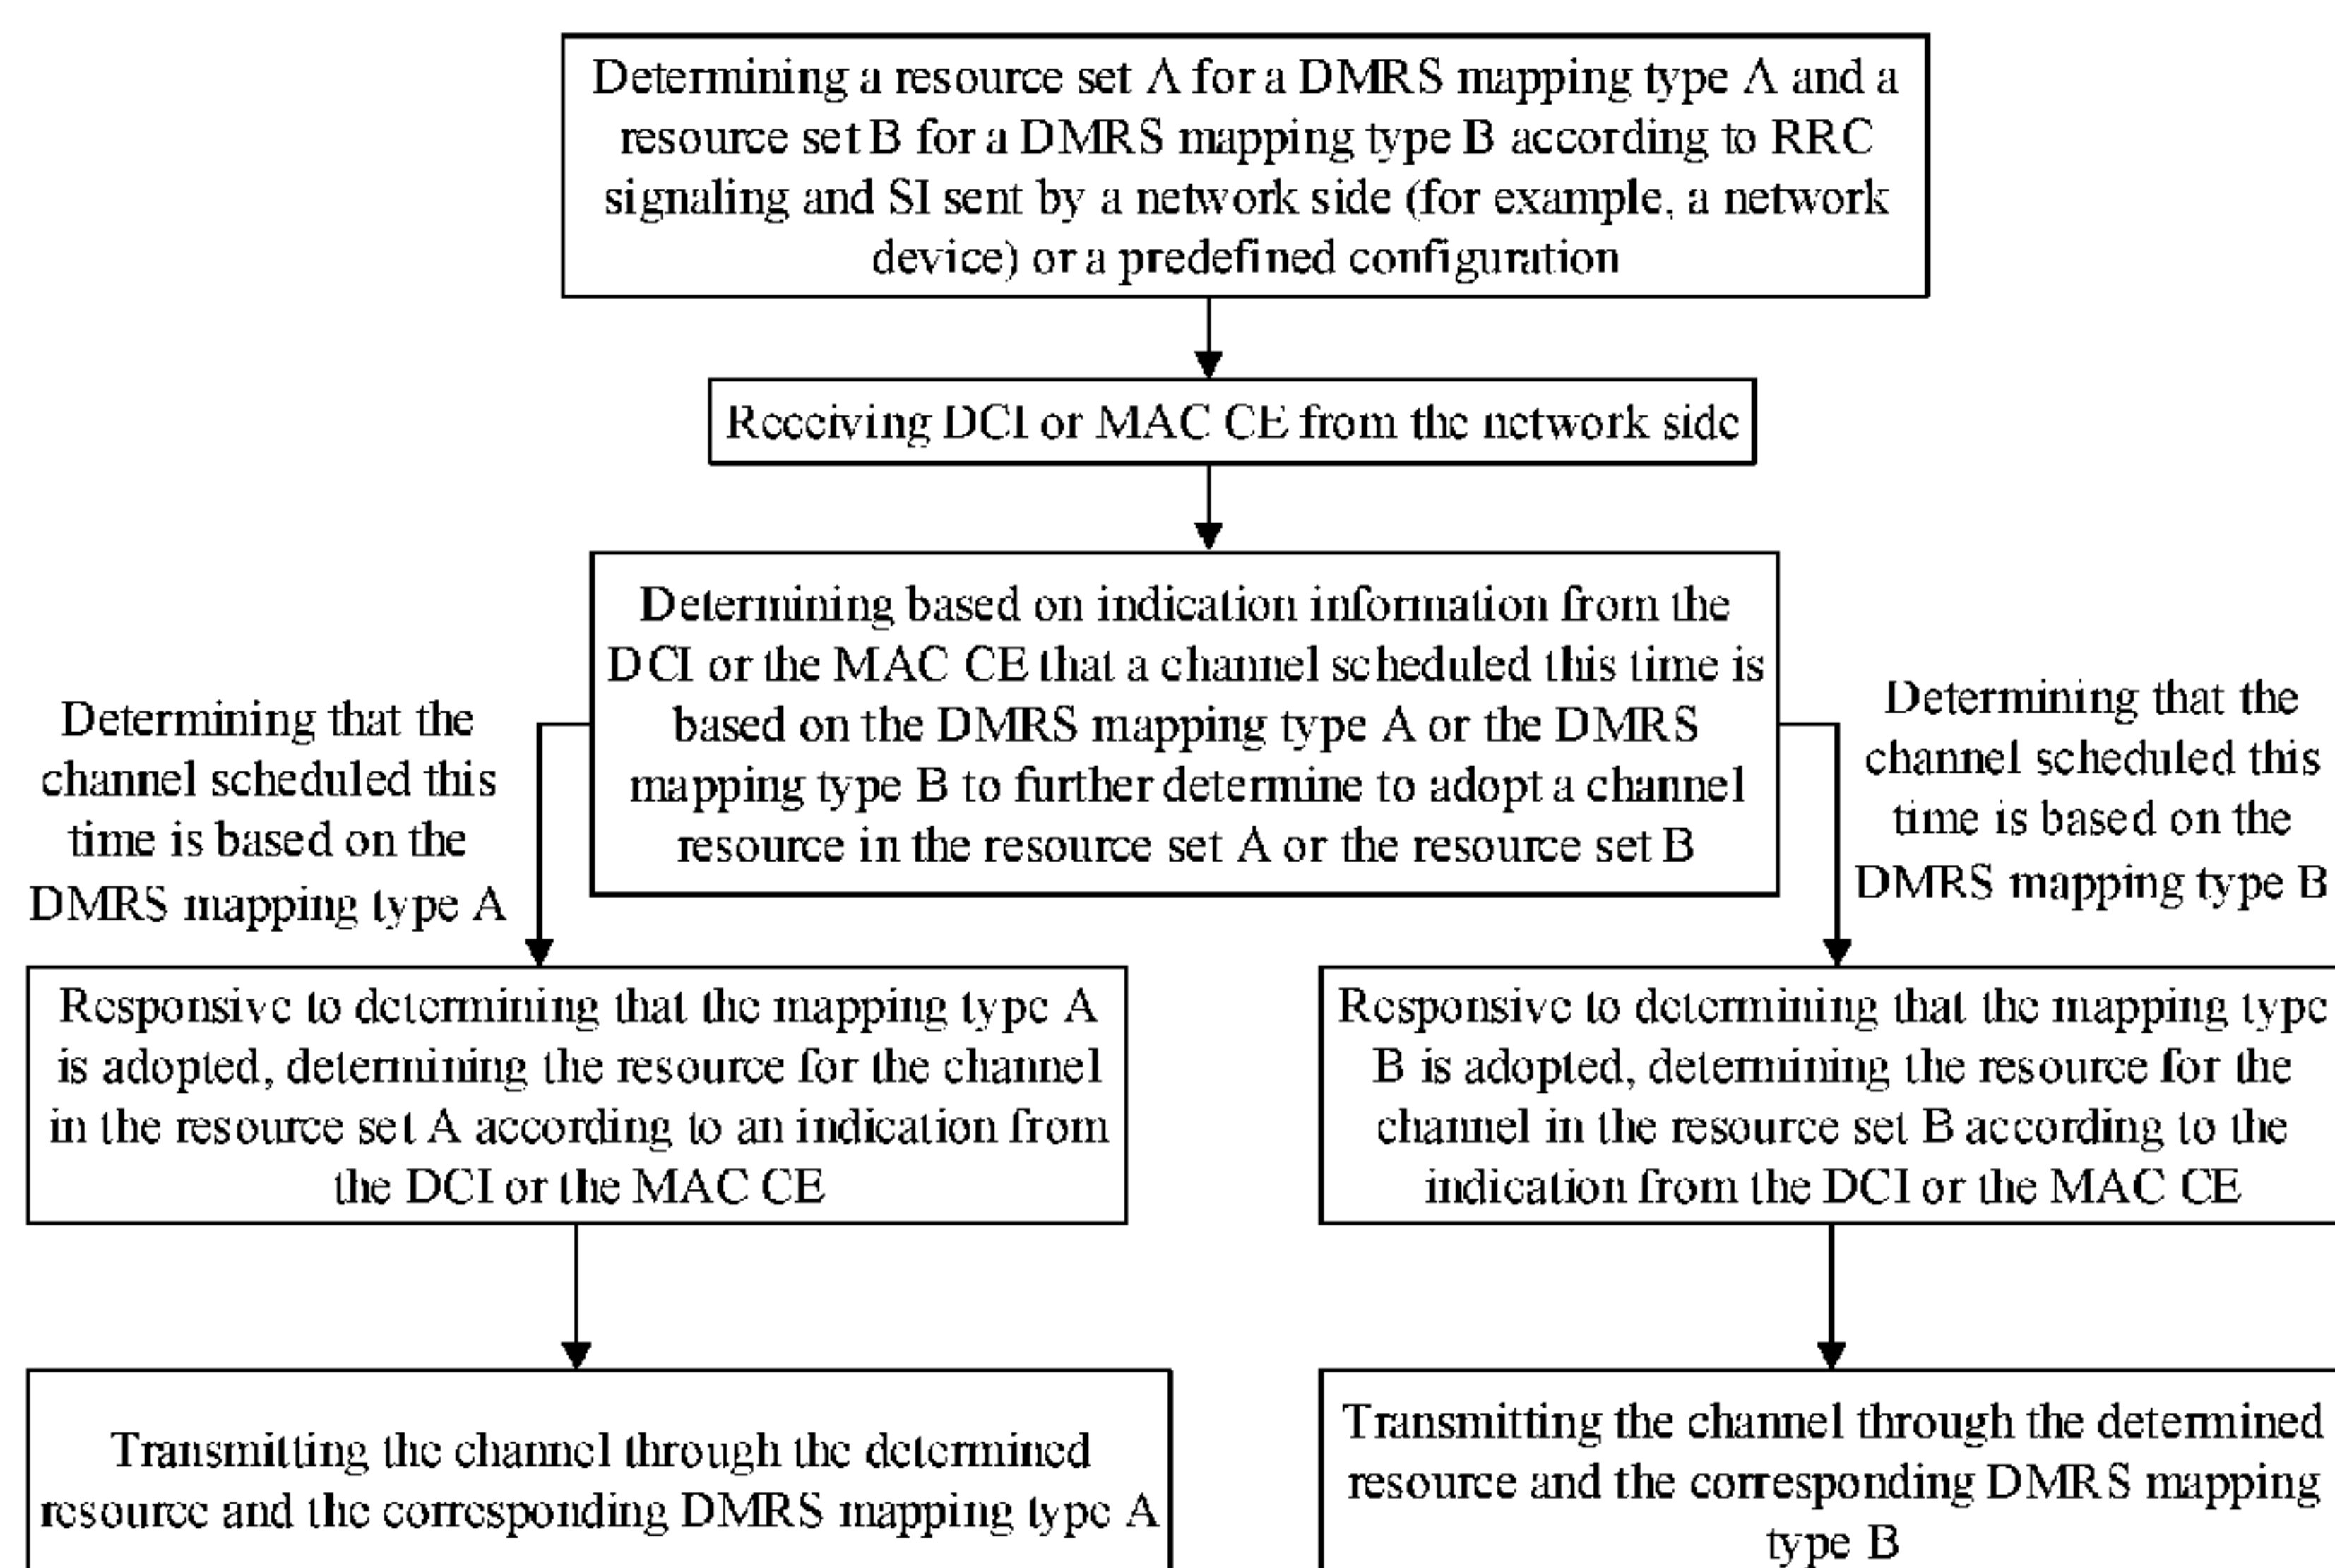 Determining a resource set A for a DMRS mapping type A and a
resource set B for a DMRS mapping type B according to RRC
signaling and SI sent by a network side (for example, a network
device) or a predefined configuration
Receiving DCI or MAC CE from the network side
Determining based on indication information from the
DCI or the MAC CE that a channel scheduled this time is
based on the DMRS mapping type A or the DMRS
mapping type B to further determine to adopt a channel
resource in the resource set A or the resource set B
Determining that the
channel scheduled this
time is based on the
DMRS mapping type A
Determining that the
channel scheduled this
time is based on the
DMRS mapping type B
Responsive to determining that the mapping type A
is adopted, determining the resource for the channel
in the resource set A according to an indication from
the DCI or the MAC CE
Responsive to determining that the mapping type
B is adopted, determining the resource for the
channel in the resource set B according to the
indication from the DCI or the MAC CE
Transmitting the channel through the determined
resource and the corresponding DMRS mapping type A
Transmitting the channel through the determined
resource and the corresponding DMRS mapping
type B